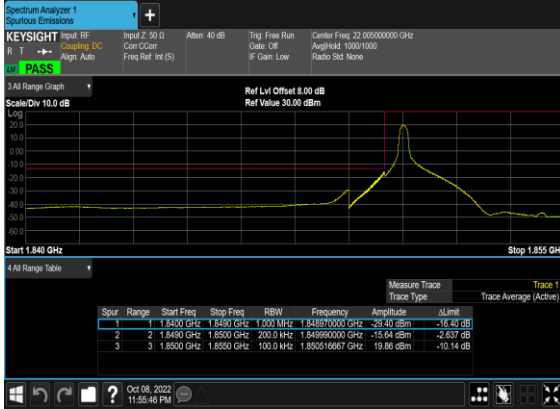 Spectrum Analyzer 1
Spurious Emissions
KEYSIGHT Input: RF Input Z: 50 Ω Atten: 40 dB Trig: Free Run Center Freq: 22.005000000 GHz
R T Coupling: DC Corr CCorr Gate: Off Avg|Hold: 1000/1000
Align: Auto Freq Ref: Int (S) IF Gain: Low Radio Std: None
PASS
3 All Range Graph
Ref Lvl Offset 8.00 dB
Scale/Div 10.0 dB Ref Value 30.00 dBm
Log
20.0
10.0
0.00
-10.0
-20.0
-30.0
-40.0
-50.0
-60.0
Start 1.840 GHz Stop 1.855 GH
4 All Range Table
Measure Trace Trace 1
Trace Type Trace Average (Active)
Spur Range Start Freq Stop Freq RBW Frequency Amplitude ΔLimit
1 1 1.8400 GHz 1.8490 GHz 1.000 MHz 1.848970000 GHz -29.40 dBm -16.40 dB
2 2 1.8490 GHz 1.8500 GHz 200.0 kHz 1.849990000 GHz -15.64 dBm -2.637 dB
3 3 1.8500 GHz 1.8550 GHz 100.0 kHz 1.850516667 GHz 19.86 dBm -10.14 dB
Oct 08, 2022
11:55:46 PM